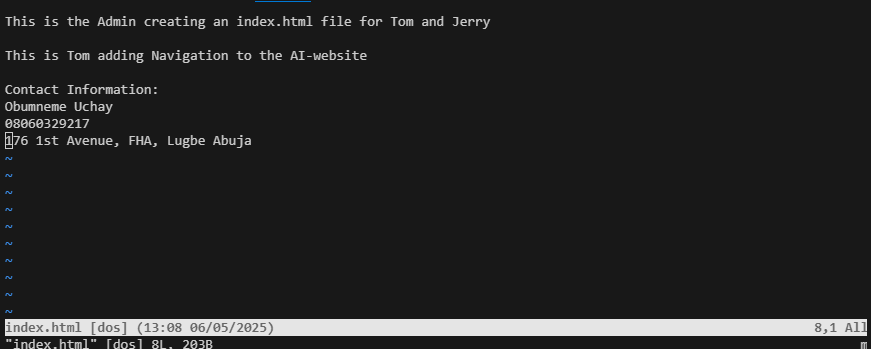 This is the Admin creating an index.html file for Tom and Jerry
This is Tom adding Navigation to the AI-website
Contact Information:
Obumneme Uchay
08060329217
176 1st Avenue, FHA, Lugbe Abuja
~
~
~
~
~
~
~
~
~
~
index.html [dos] (13:08 06/05/2025) 8,1 All
"index.html" [dos] 8L, 203B